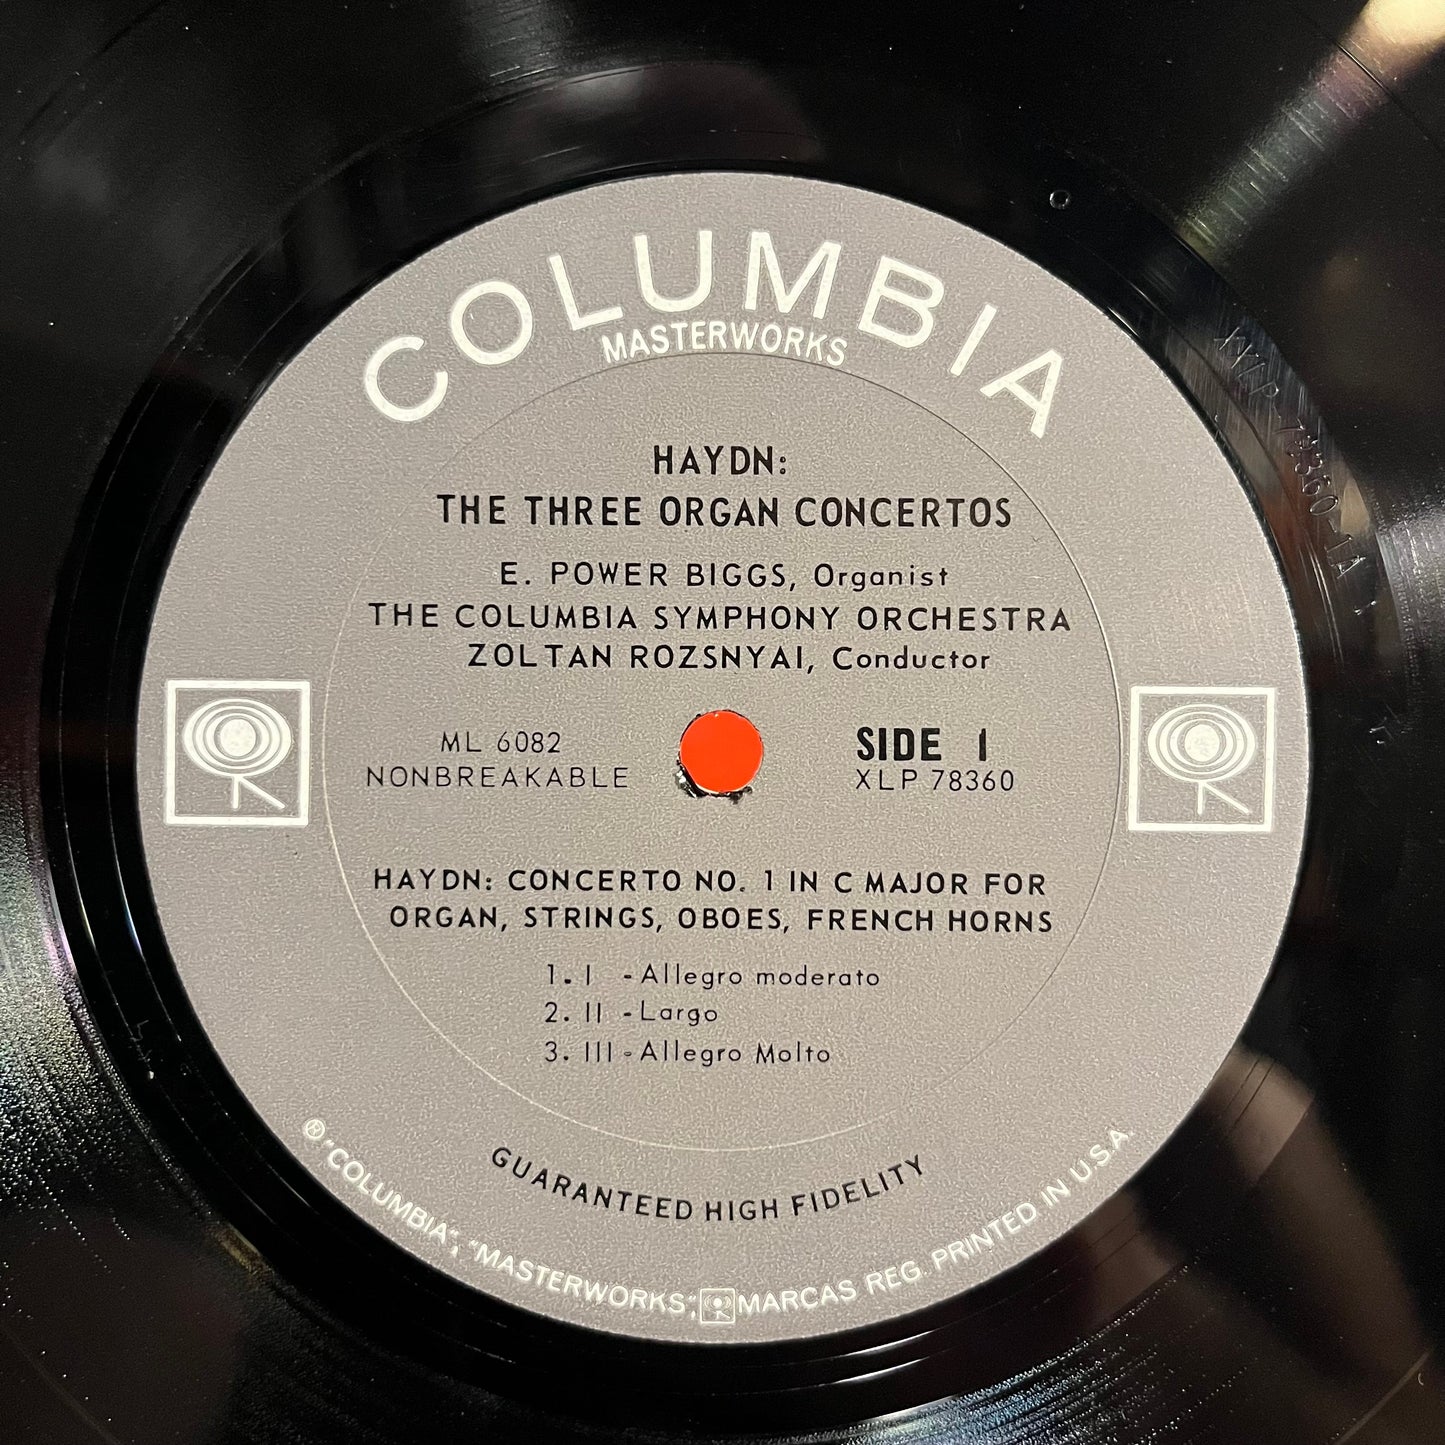 COLUMBIA
MASTERWORKS
HAYDN:
THE THREE ORGAN CONCERTOS
E. POWER BIGGS, Organist
THE COLUMBIA SYMPHONY ORCHESTRA
ZOLTAN ROZSNYAI, Conductor
ML 6082
NONBREAKABLE
SIDE 1
XLP 78360
HAYDN: CONCERTO NO. 1 IN C MAJOR FOR
ORGAN, STRINGS, OBOES, FRENCH HORNS
1. I - Allegro moderato
2. II - Largo
3. III - Allegro Molto
GUARANTEED HIGH FIDELITY
® "COLUMBIA", "MASTERWORKS", MARCAS REG. PRINTED IN U.S.A.